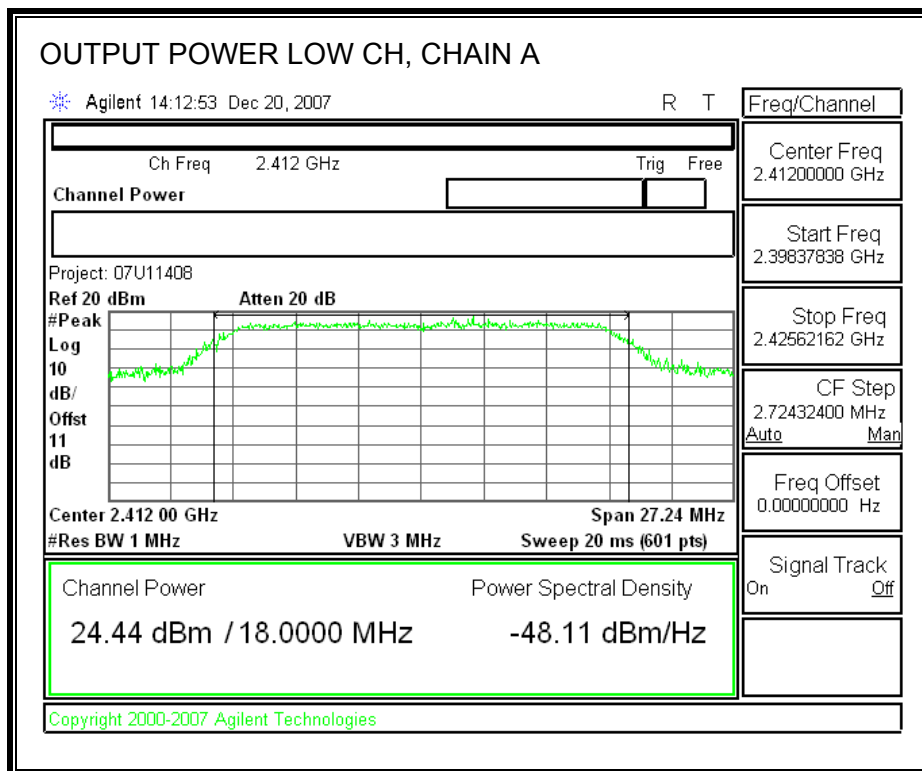 OUTPUT POWER LOW CH, CHAIN A
Agilent 14:12:53 Dec 20, 2007 R T
Freq/Channel
Ch Freq 2.412 GHz Trig Free
Channel Power
Center Freq
2.41200000 GHz
Start Freq
2.39837838 GHz
Stop Freq
2.42562162 GHz
CF Step
2.72432400 MHz
Auto Man
Freq Offset
0.00000000 Hz
Signal Track
On Off
Project: 07U11408
Ref 20 dBm Atten 20 dB
#Peak
Log
10
dB/
Offst
11
dB
Center 2.412 00 GHz Span 27.24 MHz
#Res BW 1 MHz VBW 3 MHz Sweep 20 ms (601 pts)
Channel Power Power Spectral Density
24.44 dBm / 18.0000 MHz -48.11 dBm/Hz
Copyright 2000-2007 Agilent Technologies